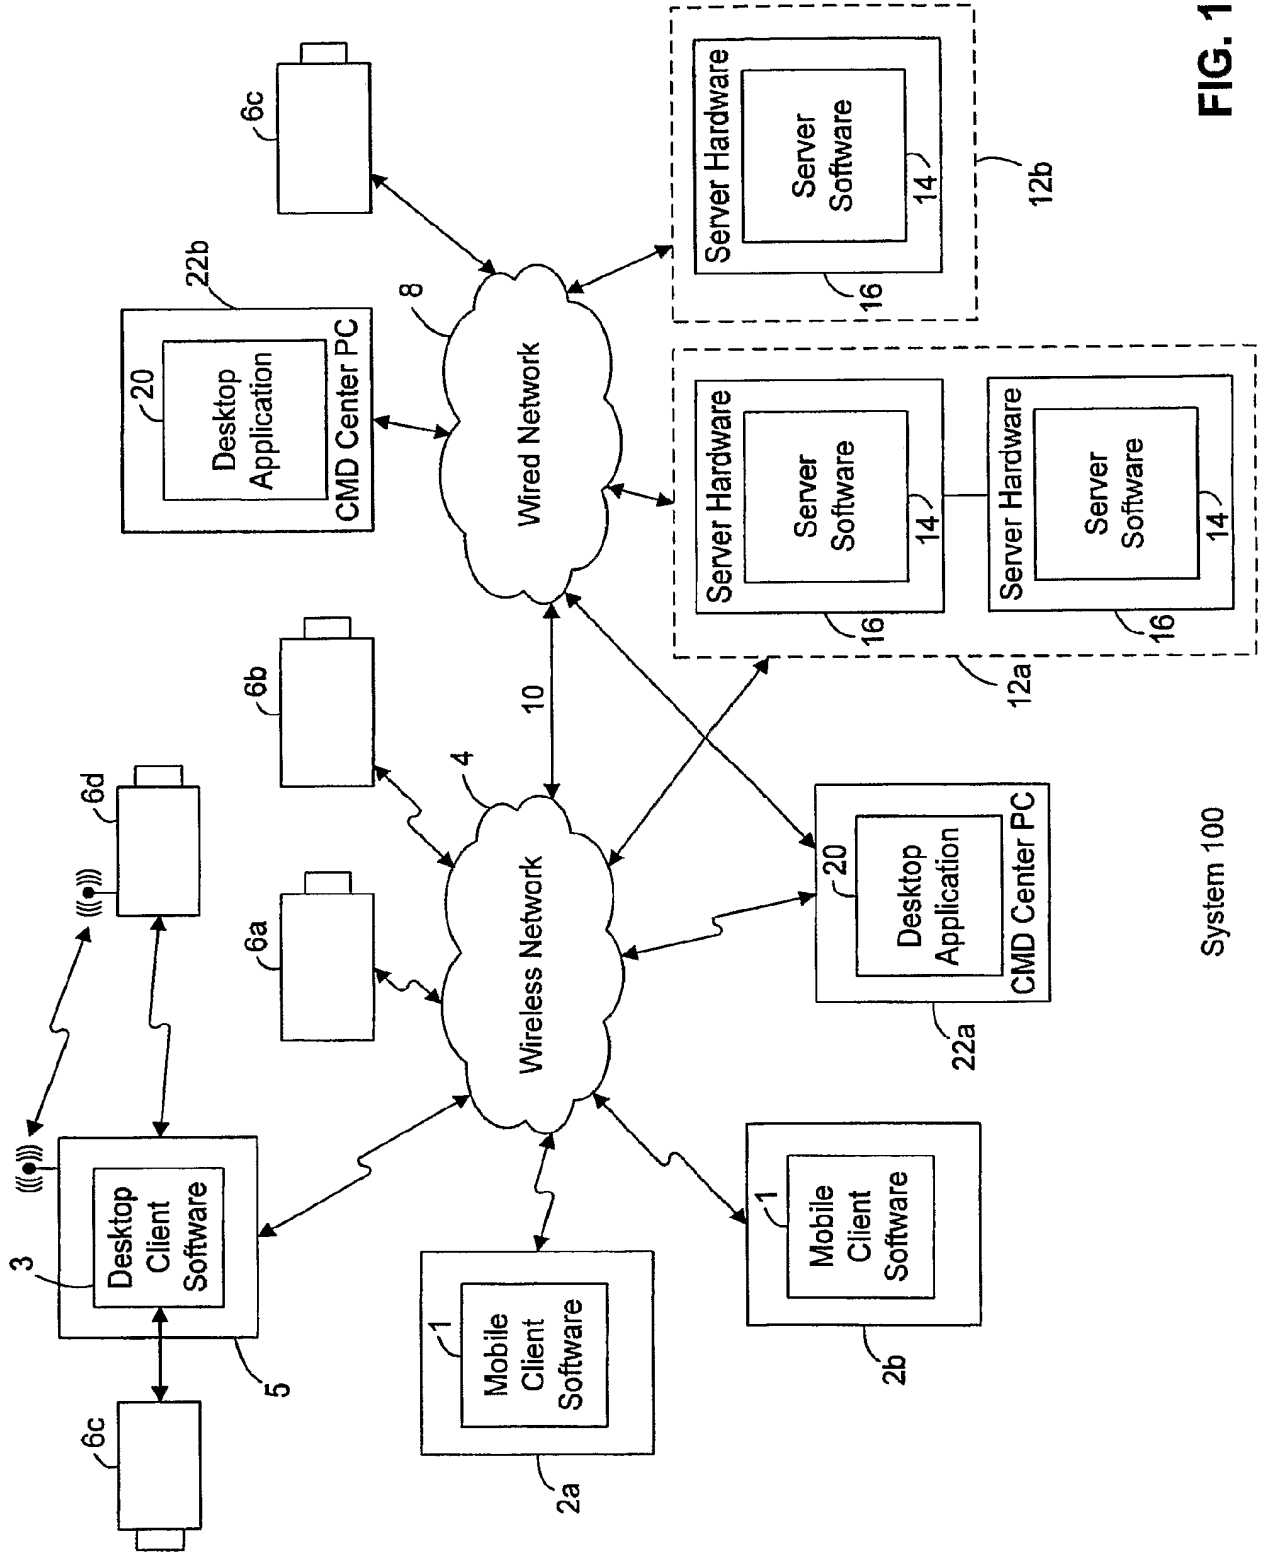 6c
3
Desktop
Client
Software
5
6d
6a
6b
20
Desktop
Application
CMD Center PC
22b
6c
1
Mobile
Client
Software
2a
4
Wireless Network
10
8
Wired Network
1
Mobile
Client
Software
2b
20
Desktop
Application
CMD Center PC
22a
Server Hardware
Server
Software
14
16
Server Hardware
Server
Software
14
16
12a
Server Hardware
Server
Software
14
16
12b
System 100
FIG. 1